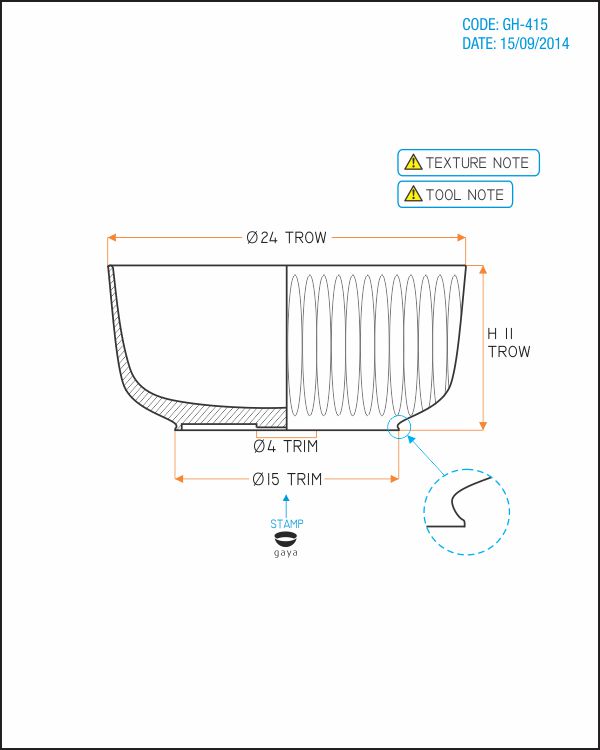 CODE: GH-415
DATE: 15/09/2014
TEXTURE NOTE
TOOL NOTE
Ø24 TROW
H 11
TROW
Ø4 TRIM
Ø15 TRIM
STAMP
gaya